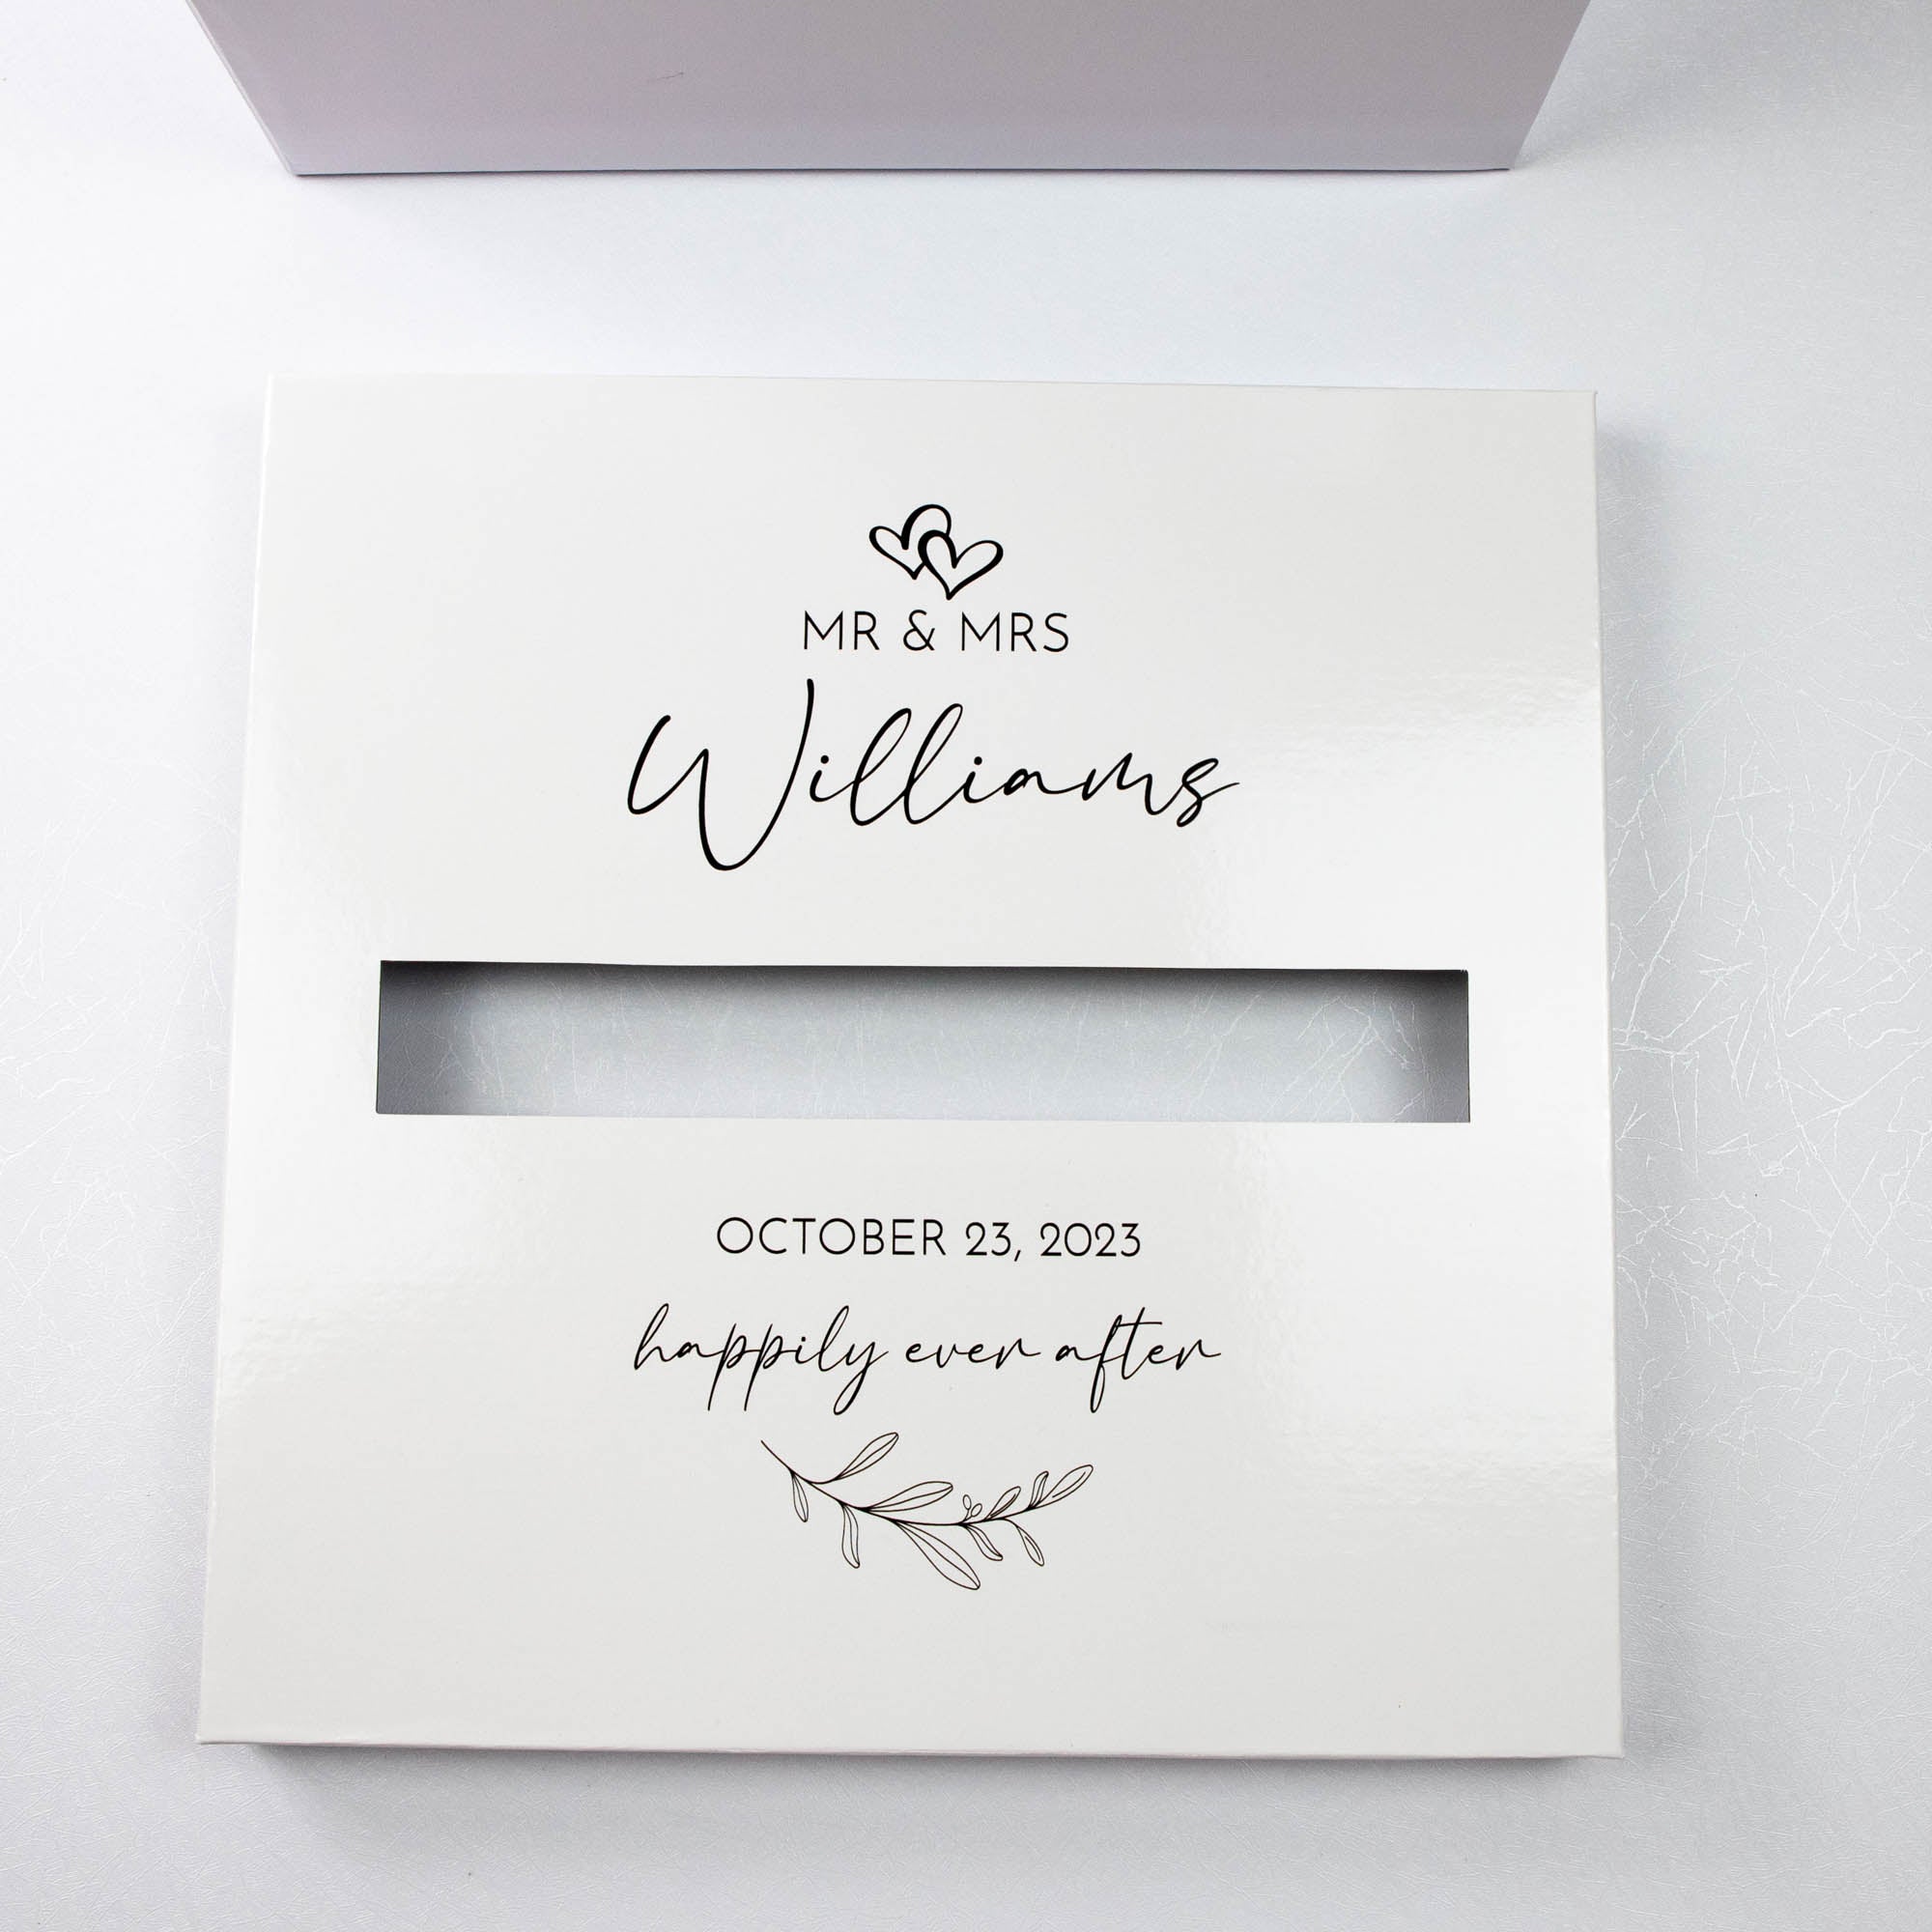 MR & MRS
Williams
OCTOBER 23, 2023
happily ever after